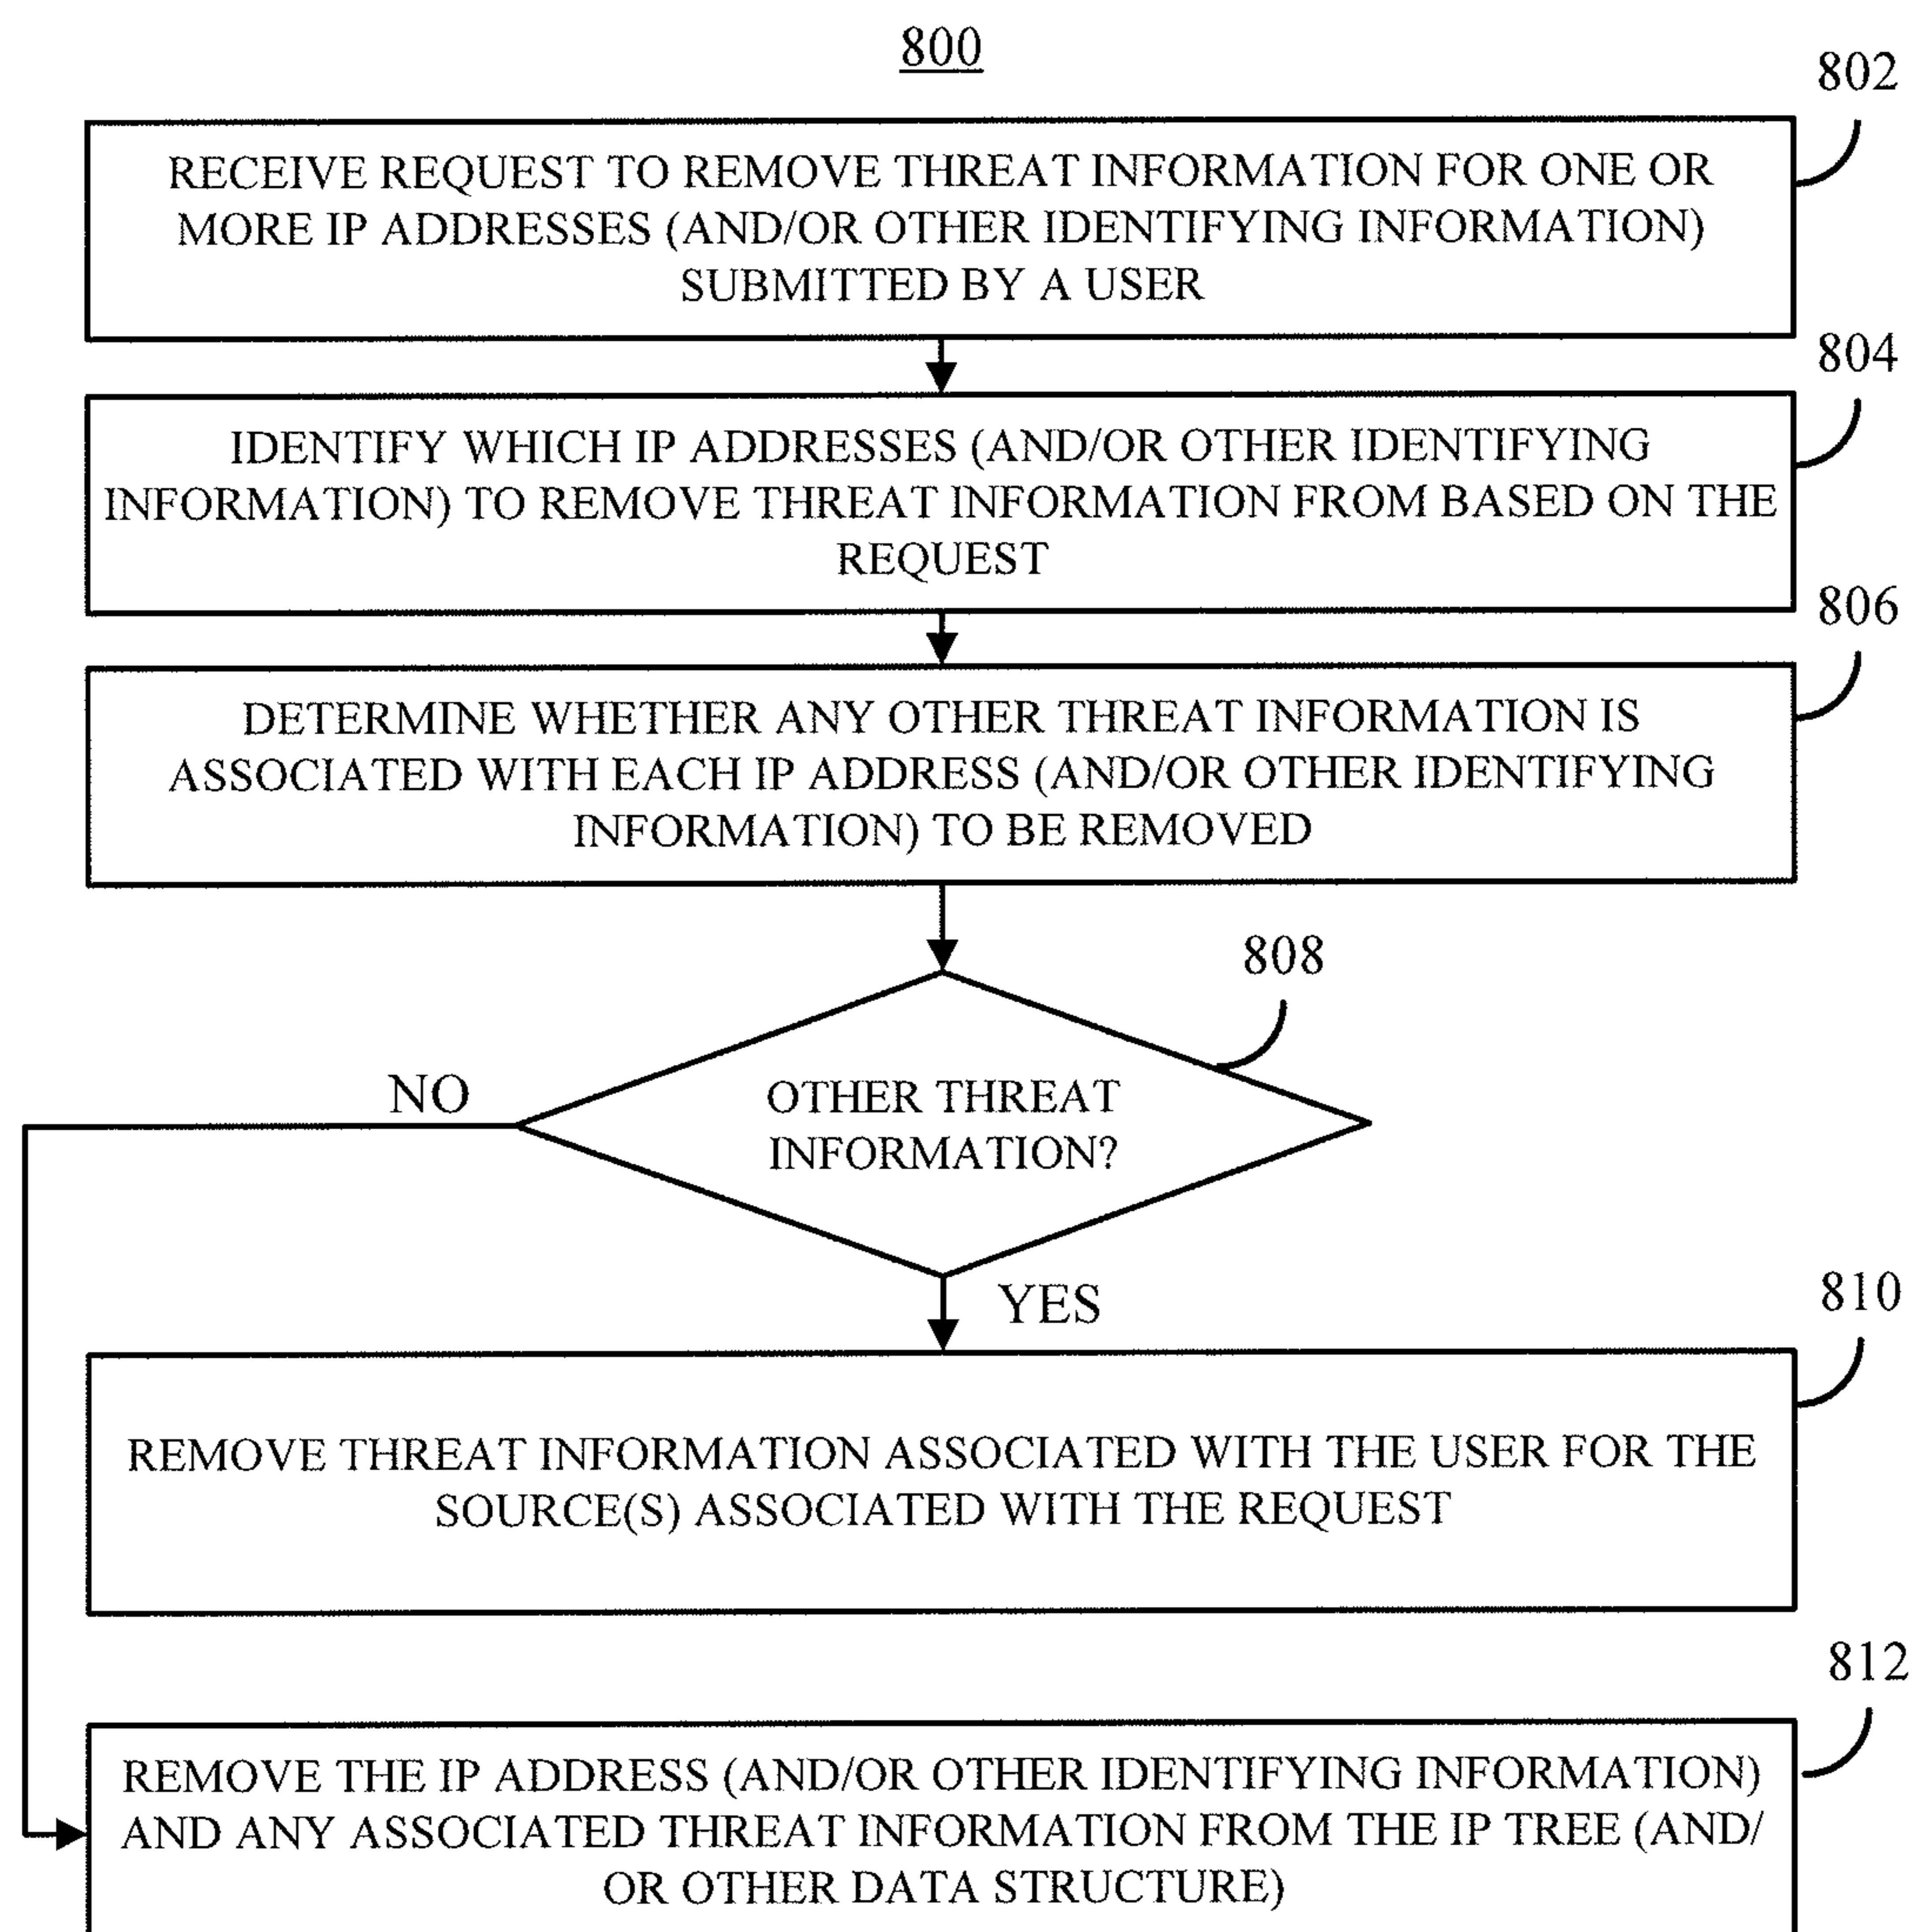 800
802
RECEIVE REQUEST TO REMOVE THREAT INFORMATION FOR ONE OR
MORE IP ADDRESSES (AND/OR OTHER IDENTIFYING INFORMATION)
SUBMITTED BY A USER
804
IDENTIFY WHICH IP ADDRESSES (AND/OR OTHER IDENTIFYING
INFORMATION) TO REMOVE THREAT INFORMATION FROM BASED ON THE
REQUEST
806
DETERMINE WHETHER ANY OTHER THREAT INFORMATION IS
ASSOCIATED WITH EACH IP ADDRESS (AND/OR OTHER IDENTIFYING
INFORMATION) TO BE REMOVED
808
NO
OTHER THREAT
INFORMATION?
YES
810
REMOVE THREAT INFORMATION ASSOCIATED WITH THE USER FOR THE
SOURCE(S) ASSOCIATED WITH THE REQUEST
812
REMOVE THE IP ADDRESS (AND/OR OTHER IDENTIFYING INFORMATION)
AND ANY ASSOCIATED THREAT INFORMATION FROM THE IP TREE (AND/
OR OTHER DATA STRUCTURE)